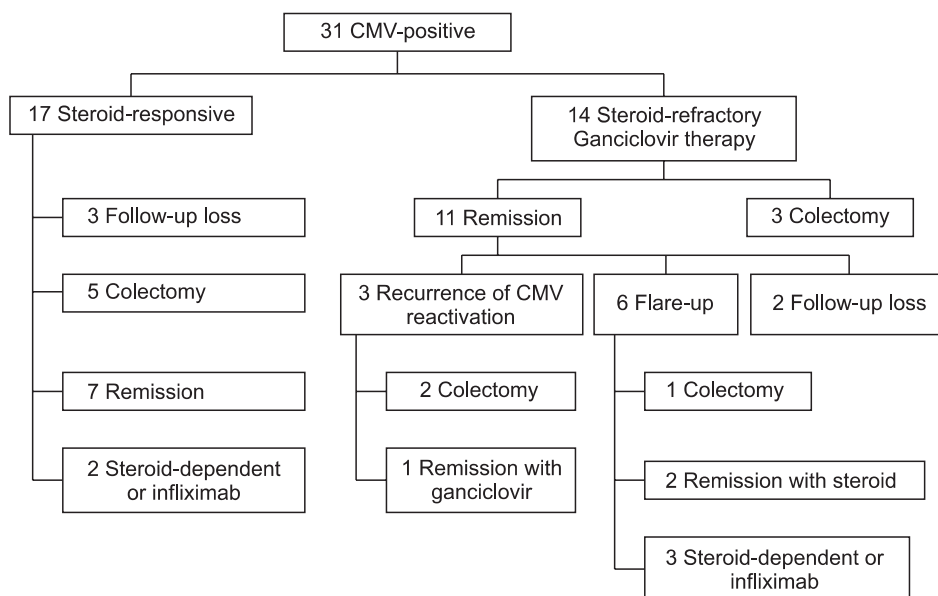 31 CMV-positive
17 Steroid-responsive
14 Steroid-refractory
Ganciclovir therapy
3 Follow-up loss
5 Colectomy
7 Remission
2 Steroid-dependent
or infliximab
11 Remission
3 Colectomy
3 Recurrence of CMV
reactivation
6 Flare-up
2 Follow-up loss
2 Colectomy
1 Remission with
ganciclovir
1 Colectomy
2 Remission with steroid
3 Steroid-dependent or
infliximab